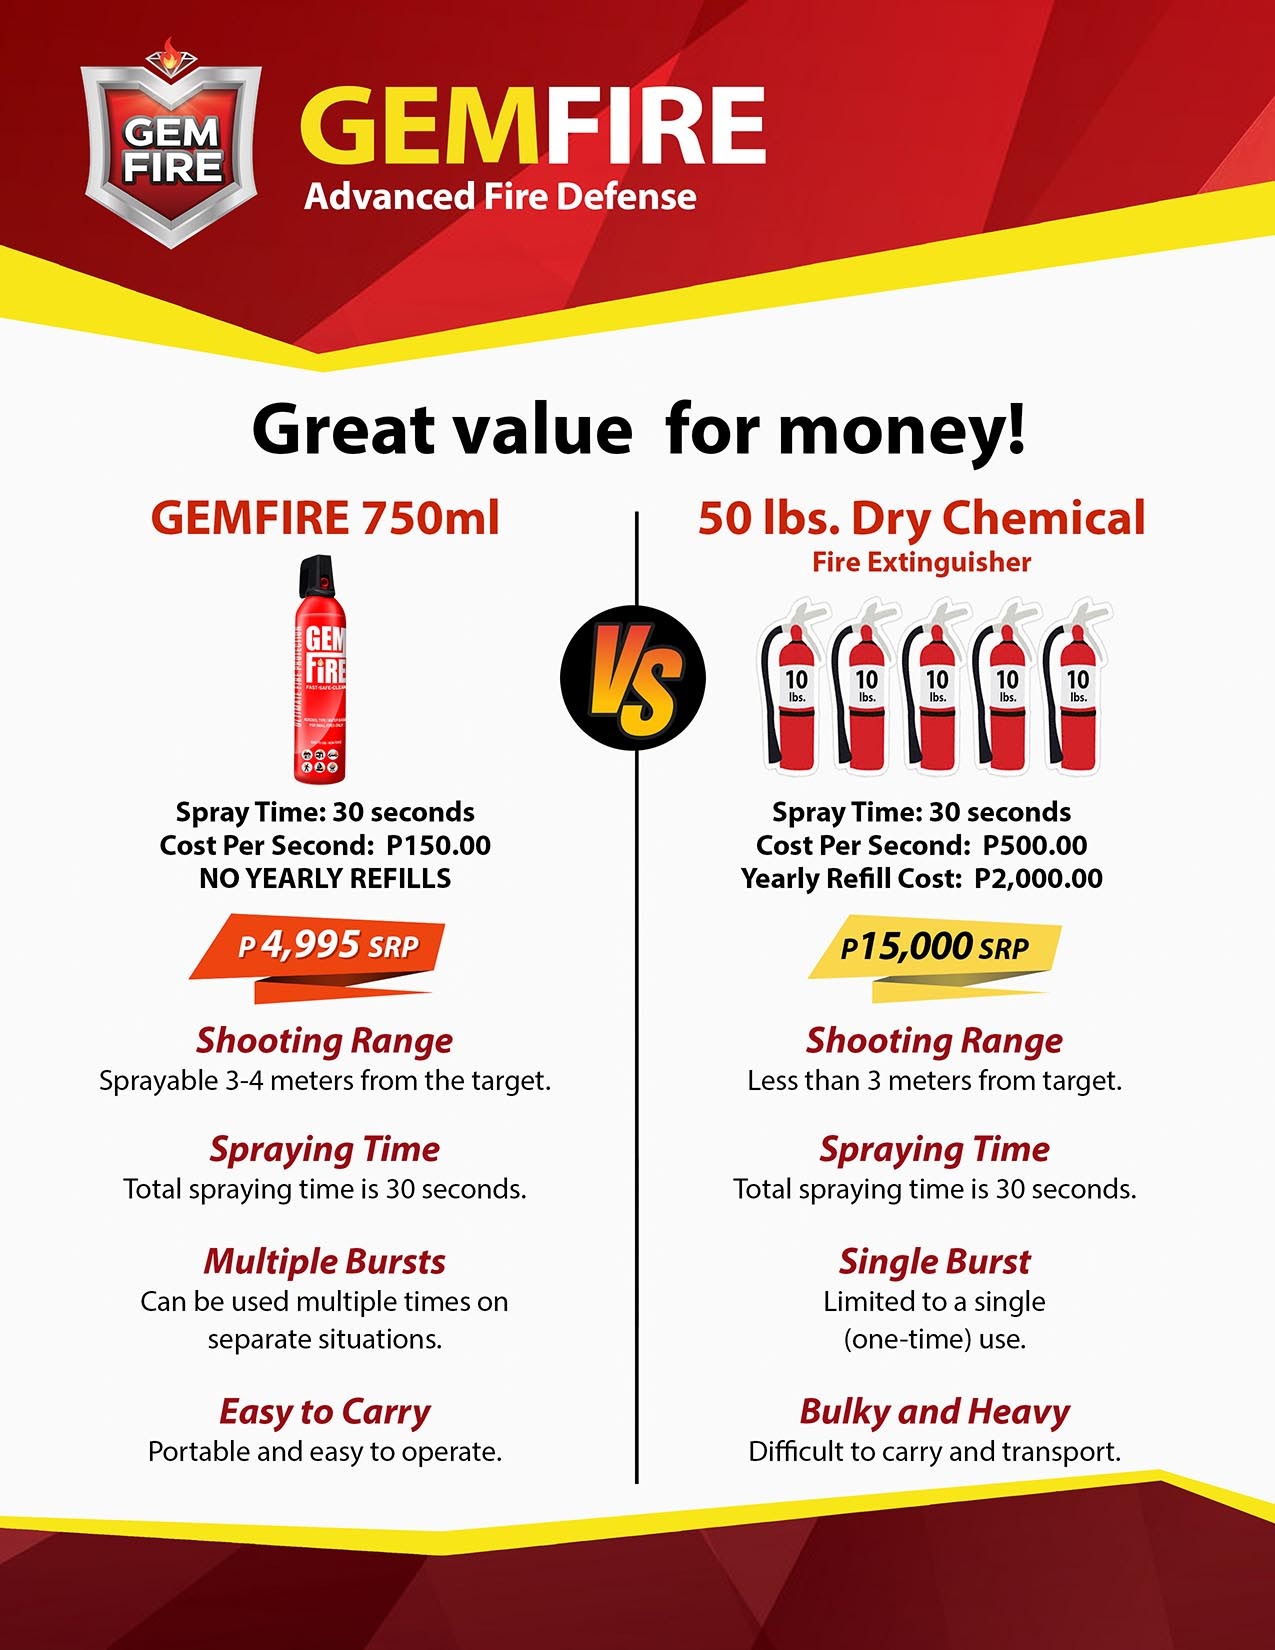 GEM
FIRE
GEMFIRE
Advanced Fire Defense
Great value for money!
GEMFIRE 750ml
GEM
FIRE
FAST-SAFE-CLEAN
Spray Time: 30 seconds
Cost Per Second: P150.00
NO YEARLY REFILLS
P 4,995 SRP
Shooting Range
Sprayable 3-4 meters from the target.
Spraying Time
Total spraying time is 30 seconds.
Multiple Bursts
Can be used multiple times on
separate situations.
Easy to Carry
Portable and easy to operate.
VS
50 lbs. Dry Chemical
Fire Extinguisher
10
lbs.
10
lbs.
10
lbs.
10
lbs.
10
lbs.
Spray Time: 30 seconds
Cost Per Second: P500.00
Yearly Refill Cost: P2,000.00
P15,000 SRP
Shooting Range
Less than 3 meters from target.
Spraying Time
Total spraying time is 30 seconds.
Single Burst
Limited to a single
(one-time) use.
Bulky and Heavy
Difficult to carry and transport.